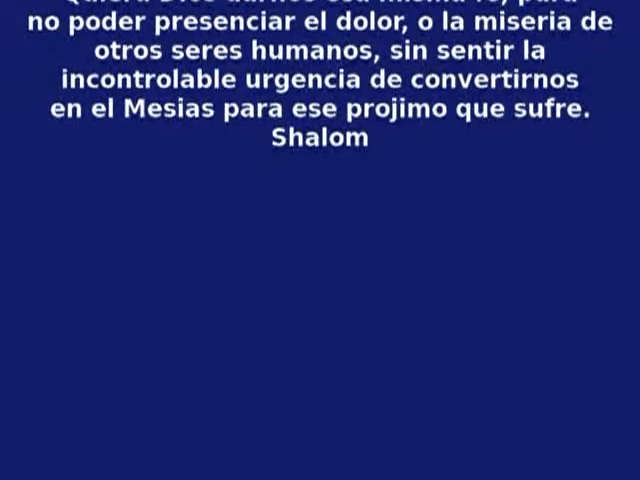 Quiera Dios darnos esa misma fe, para
no poder presenciar el dolor, o la miseria de
otros seres humanos, sin sentir la
incontrolable urgencia de convertirnos
en el Mesias para ese projimo que sufre.
Shalom